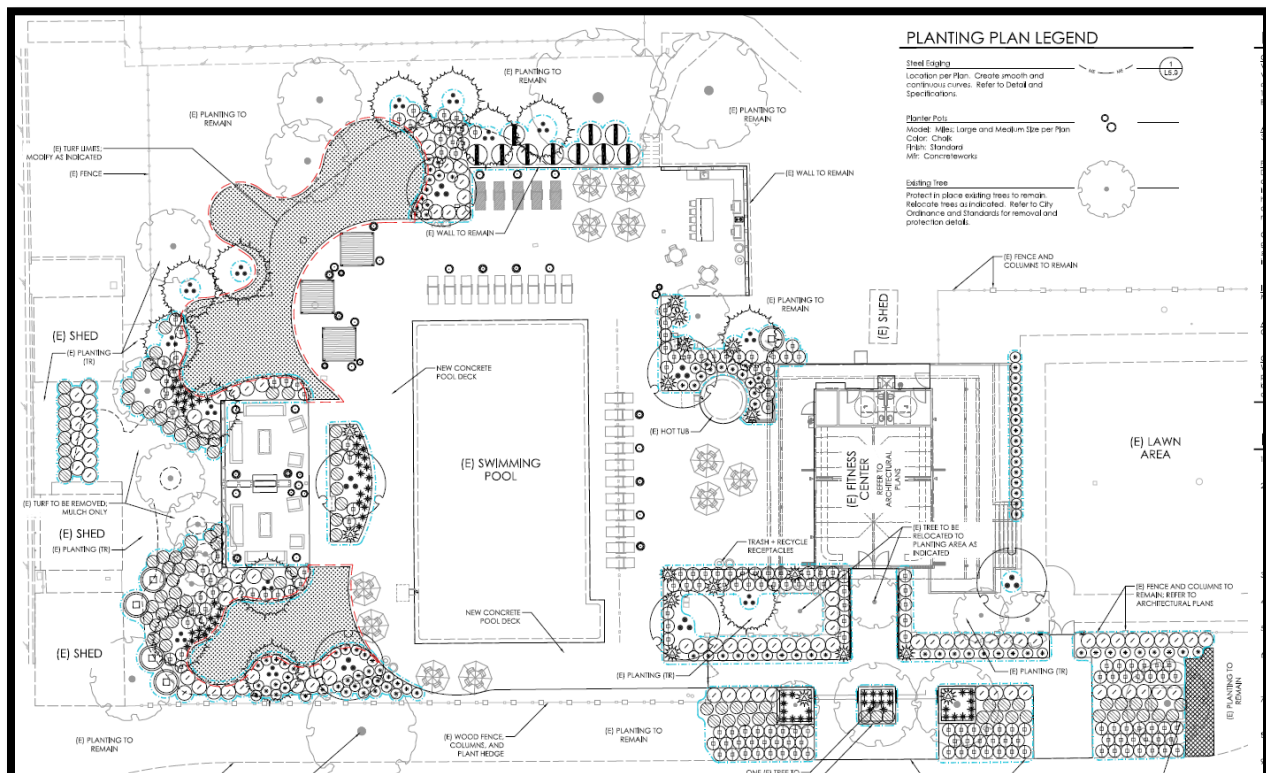 PLANTING PLAN LEGEND
Steel Edging
Location per Plan. Create smooth and
continuous curves. Refer to Detail and
Specifications.
1
L5.3
Planter Pots
Model: Miles; Large and Medium Size per Plan
Color: Chalk
Finish: Standard
Mfr: Concreteworks
Existing Tree
Protect in place existing trees to remain.
Relocate trees as indicated. Refer to City
Ordinance and Standards for removal and
protection details.
(E) PLANTING TO
REMAIN
(E) PLANTING TO
REMAIN
(E) PLANTING TO
REMAIN
(E) TURF LIMITS,
MODIFY AS INDICATED
(E) FENCE
(E) WALL TO REMAIN
(E) WALL TO REMAIN
(E) FENCE AND
COLUMNS TO REMAIN
(E) PLANTING TO
REMAIN
(E) SHED
(E) SHED
(E) PLANTING
(TR)
NEW CONCRETE
POOL DECK
(E) HOT TUB
(E) SWIMMING
POOL
(E) FITNESS
CENTER
REFER TO
ARCHITECTURAL
PLANS
(E) LAWN
AREA
(E) TURF TO BE REMOVED;
MULCH ONLY
(E) SHED
(E) PLANTING (TR)
TRASH + RECYCLE
RECEPTACLES
(E) TREE TO BE
RELOCATED TO
PLANTING AREA AS
INDICATED
(E) FENCE AND COLUMNS TO
REMAIN; REFER TO
ARCHITECTURAL PLANS
NEW CONCRETE
POOL DECK
(E) SHED
(E) PLANTING (TR)
(E) PLANTING (TR)
(E) PLANTING TO
REMAIN
(E) PLANTING TO
REMAIN
(E) WOOD FENCE,
COLUMNS, AND
PLANT HEDGE
(E) PLANTING TO
REMAIN
ONE (E) TREE TO